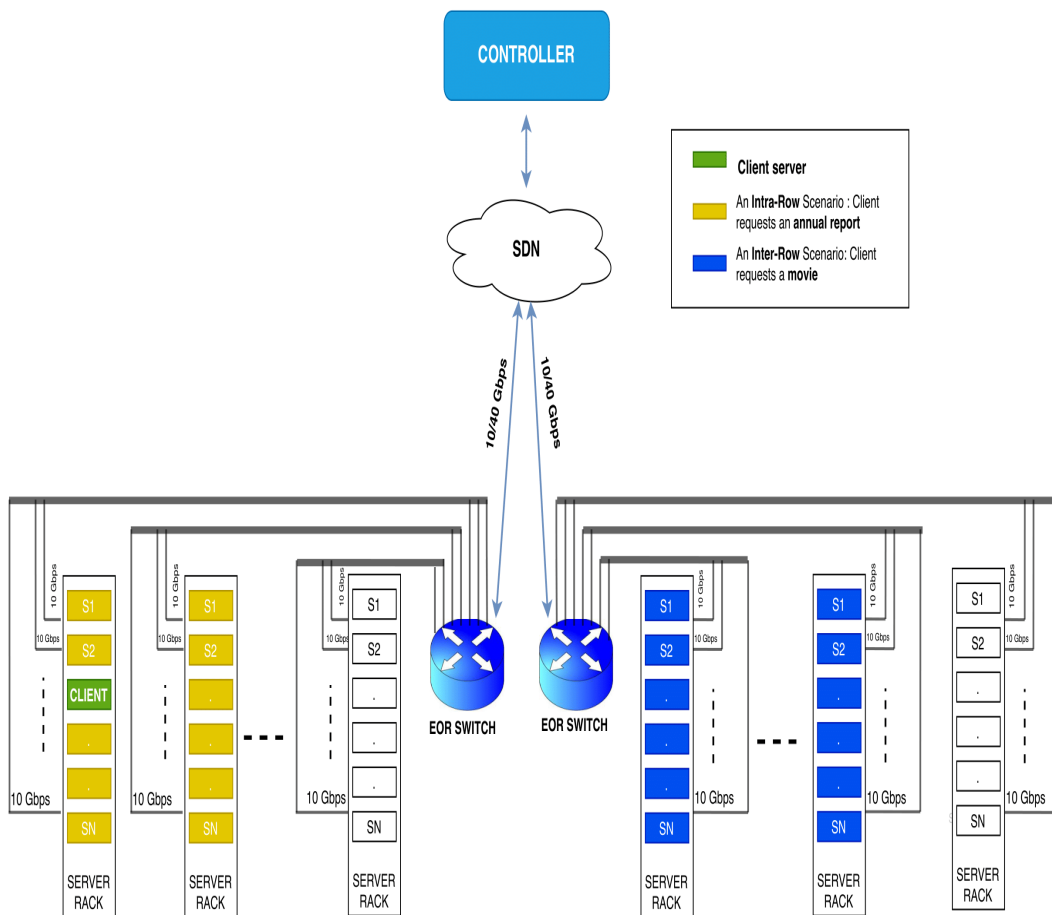 CONTROLLER
Client server
An Intra-Row Scenario : Client
requests an annual report
An Inter-Row Scenario: Client
requests a movie
SDN
10/40 Gbps
10/40 Gbps
10 Gbps
10 Gbps
10 Gbps
10 Gbps
10 Gbps
10 Gbps
10 Gbps
10 Gbps
10 Gbps
10 Gbps
10 Gbps
10 Gbps
S1
S2
CLIENT
.
.
SN
10 Gbps
SERVER
RACK
S1
S2
.
.
.
SN
10 Gbps
SERVER
RACK
S1
S2
.
.
.
SN
10 Gbps
SERVER
RACK
EOR SWITCH
EOR SWITCH
S1
S2
.
.
.
SN
10 Gbps
SERVER
RACK
S1
S2
.
.
.
SN
10 Gbps
SERVER
RACK
S1
S2
.
.
.
SN
10 Gbps
SERVER
RACK